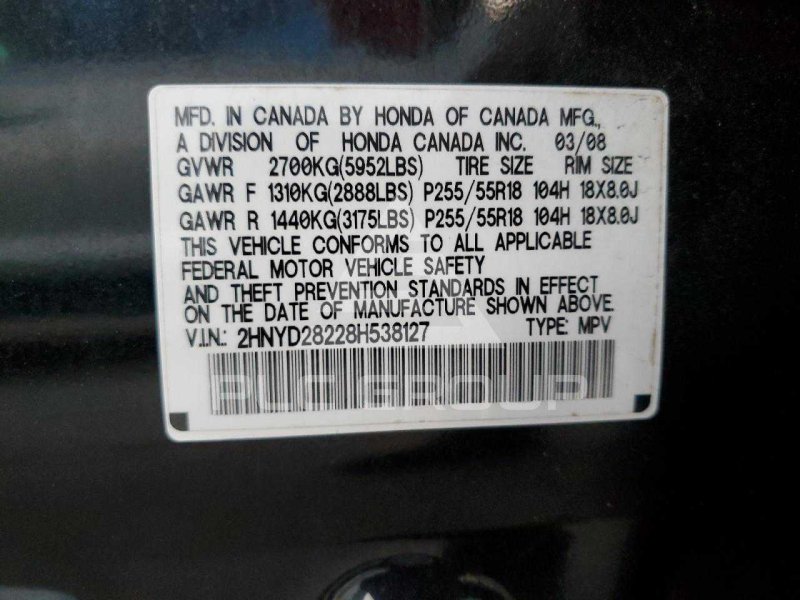 MFD. IN CANADA BY HONDA OF CANADA MFG.,
A DIVISION OF HONDA CANADA INC. 03/08
GVWR 2700KG(5952LBS) TIRE SIZE RIM SIZE
GAWR F 1310KG(2888LBS) P255/55R18 104H 18X8.0J
GAWR R 1440KG(3175LBS) P255/55R18 104H 18X8.0J
THIS VEHICLE CONFORMS TO ALL APPLICABLE
FEDERAL MOTOR VEHICLE SAFETY
AND THEFT PREVENTION STANDARDS IN EFFECT
ON THE DATE OF MANUFACTURE SHOWN ABOVE.
V.I.N.: 2HNYD28228H538127 TYPE: MPV
PLC GROUP